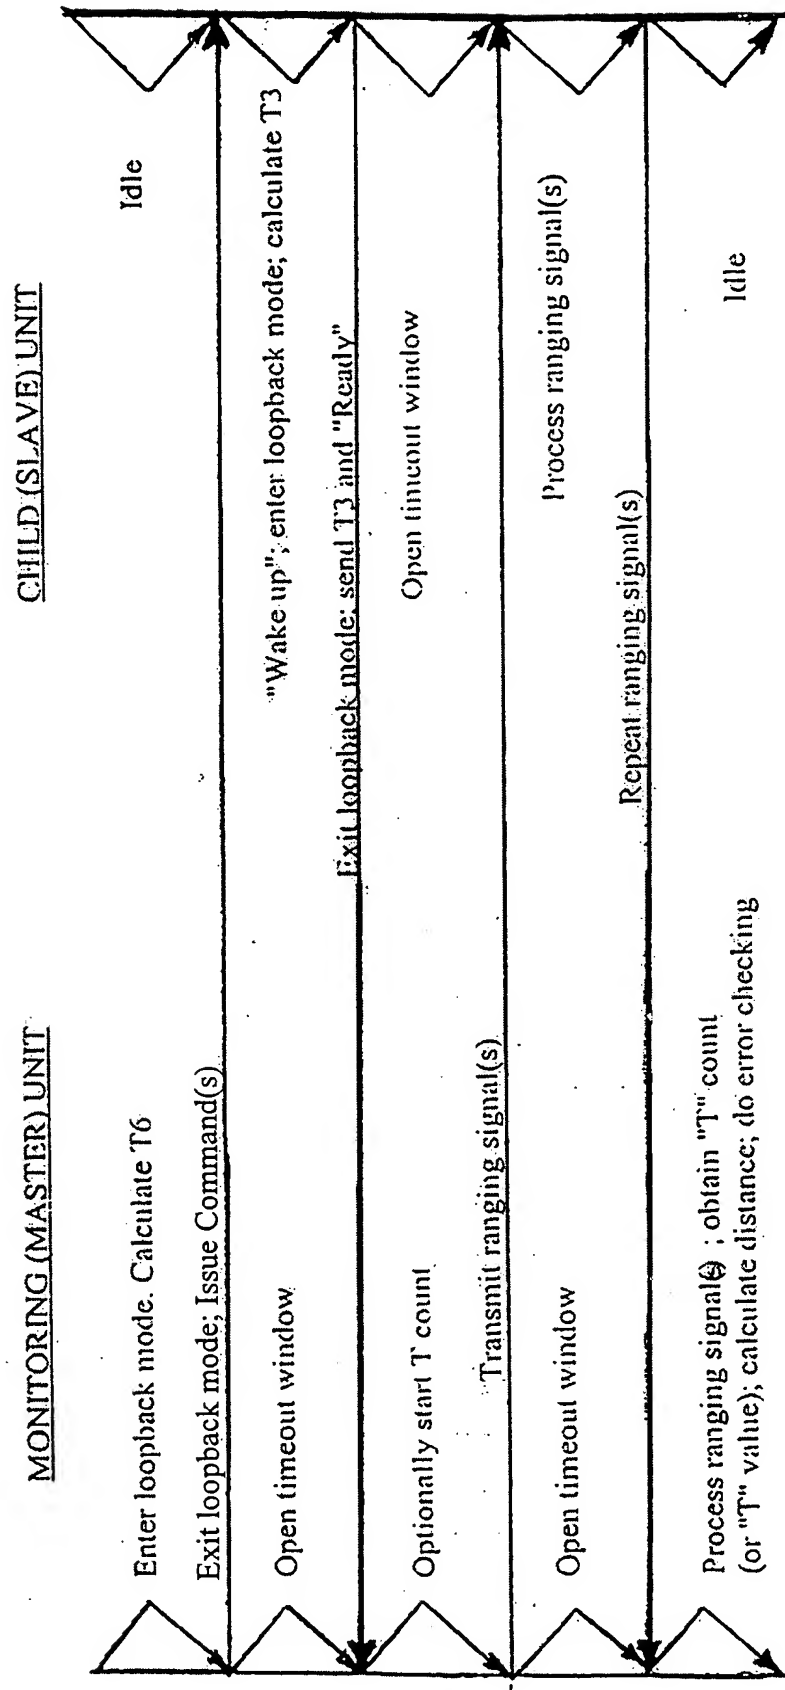 MONITORING (MASTER) UNIT
CHILD (SLAVE) UNIT
Enter loopback mode. Calculate T6
Idle
Exit loopback mode; Issue Command(s)
Open timeout window
"Wake up"; enter loopback mode; calculate T3
Exit loopback mode; send T3 and "Ready"
Optionally start T count
Open timeout window
Transmit ranging signal(s)
Open timeout window
Process ranging signal(s)
Repeat ranging signal(s)
Process ranging signal(s) ; obtain "T" count
(or "T" value); calculate distance; do error checking
Idle